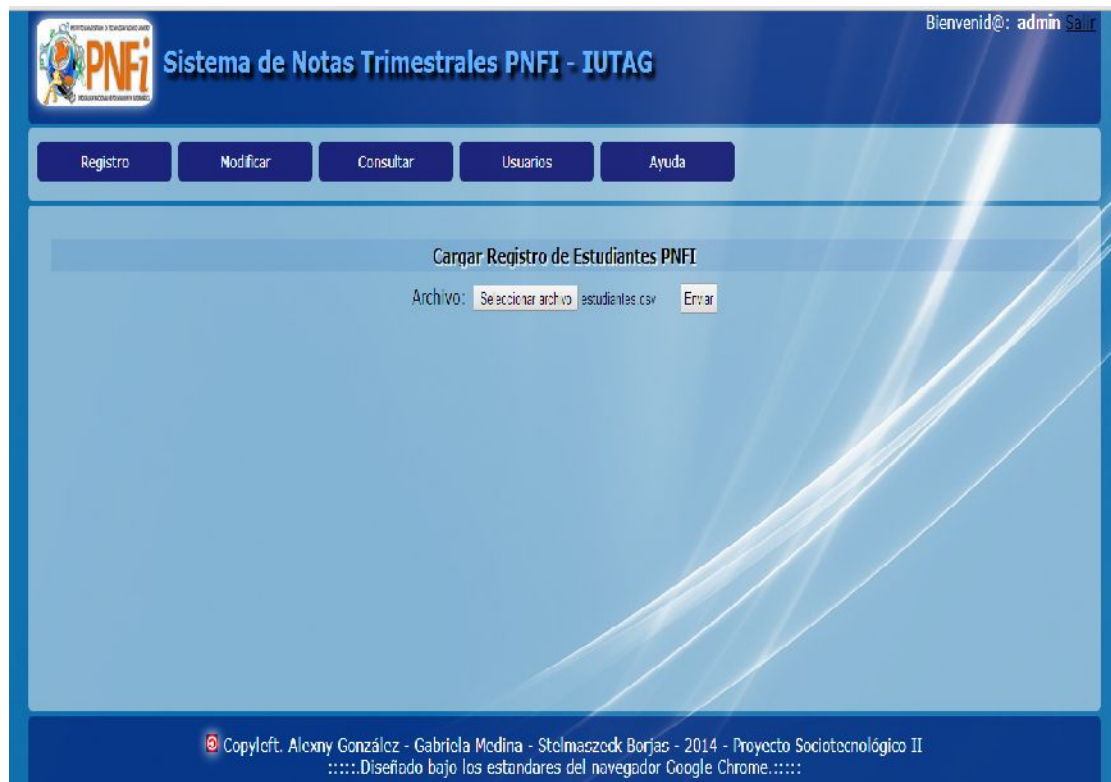 Bienvenid@: admin Salir
PNFi
Sistema de Notas Trimestrales PNFI - IUTAG
Registro Modificar Consultar Usuarios Ayuda
Cargar Registro de Estudiantes PNFI
Archivo: Seleccionar archivo estudiantes.csv Enviar
Copyleft. Alexny González - Gabriela Medina - Stelmaszeck Borjas - 2014 - Proyecto Sociotecnológico II
:::::.Diseñado bajo los estandares del navegador Google Chrome.:::::